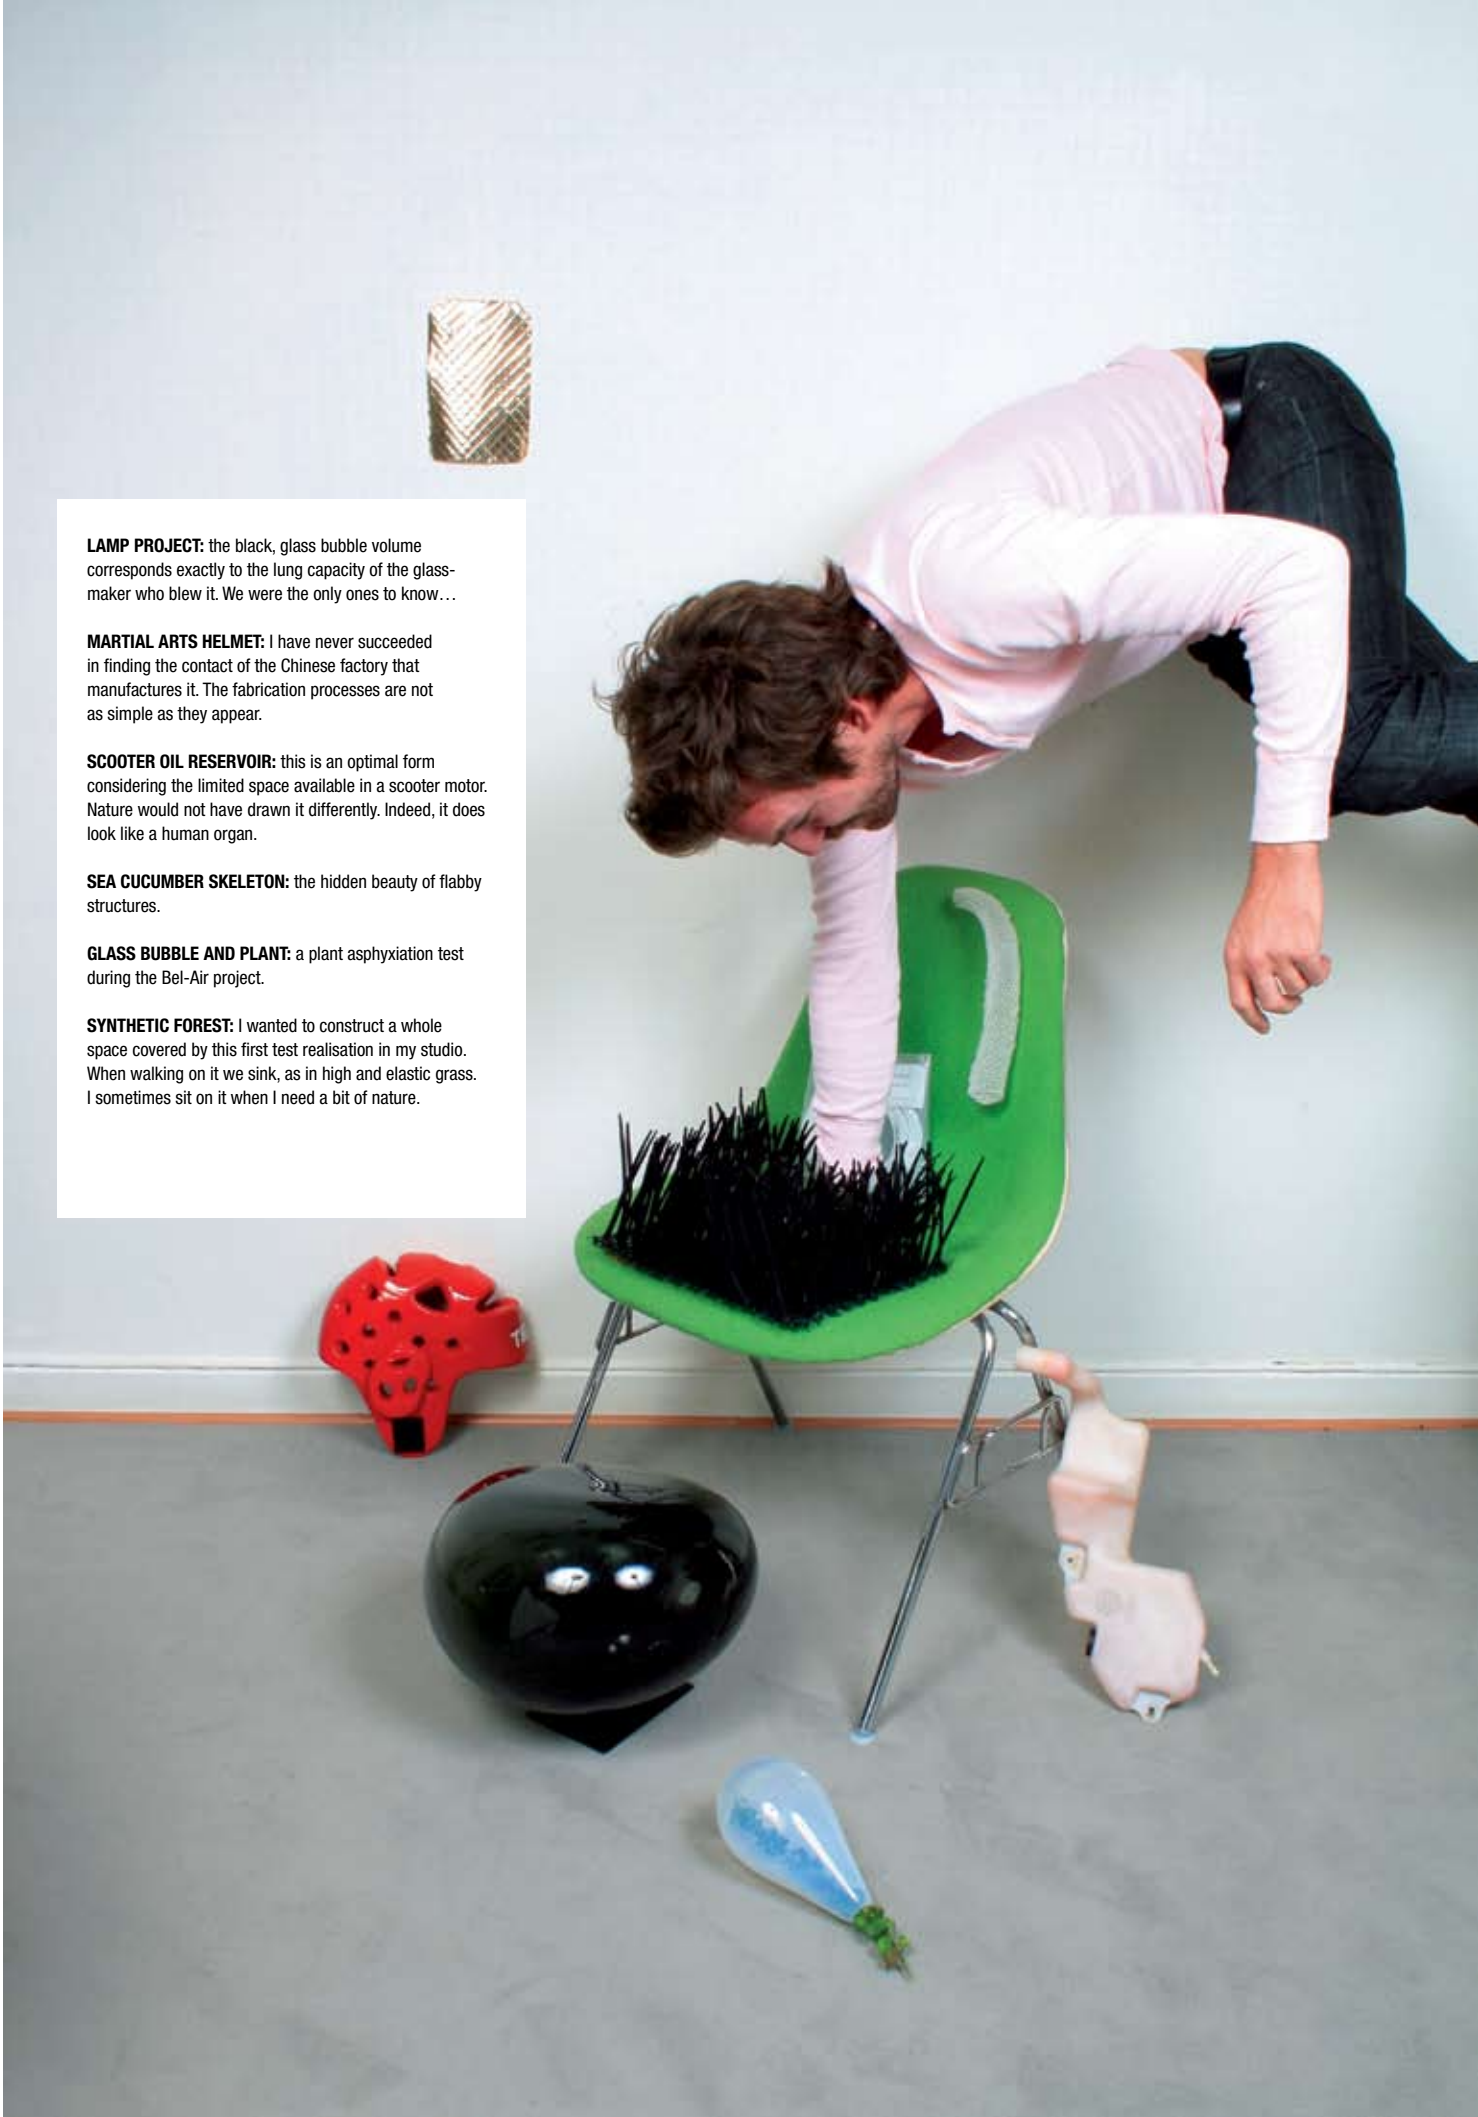 LAMP PROJECT: the black, glass bubble volume
corresponds exactly to the lung capacity of the glass-
maker who blew it. We were the only ones to know…
MARTIAL ARTS HELMET: I have never succeeded
in finding the contact of the Chinese factory that
manufactures it. The fabrication processes are not
as simple as they appear.
SCOOTER OIL RESERVOIR: this is an optimal form
considering the limited space available in a scooter motor.
Nature would not have drawn it differently. Indeed, it does
look like a human organ.
SEA CUCUMBER SKELETON: the hidden beauty of flabby
structures.
GLASS BUBBLE AND PLANT: a plant asphyxiation test
during the Bel-Air project.
SYNTHETIC FOREST: I wanted to construct a whole
space covered by this first test realisation in my studio.
When walking on it we sink, as in high and elastic grass.
I sometimes sit on it when I need a bit of nature.